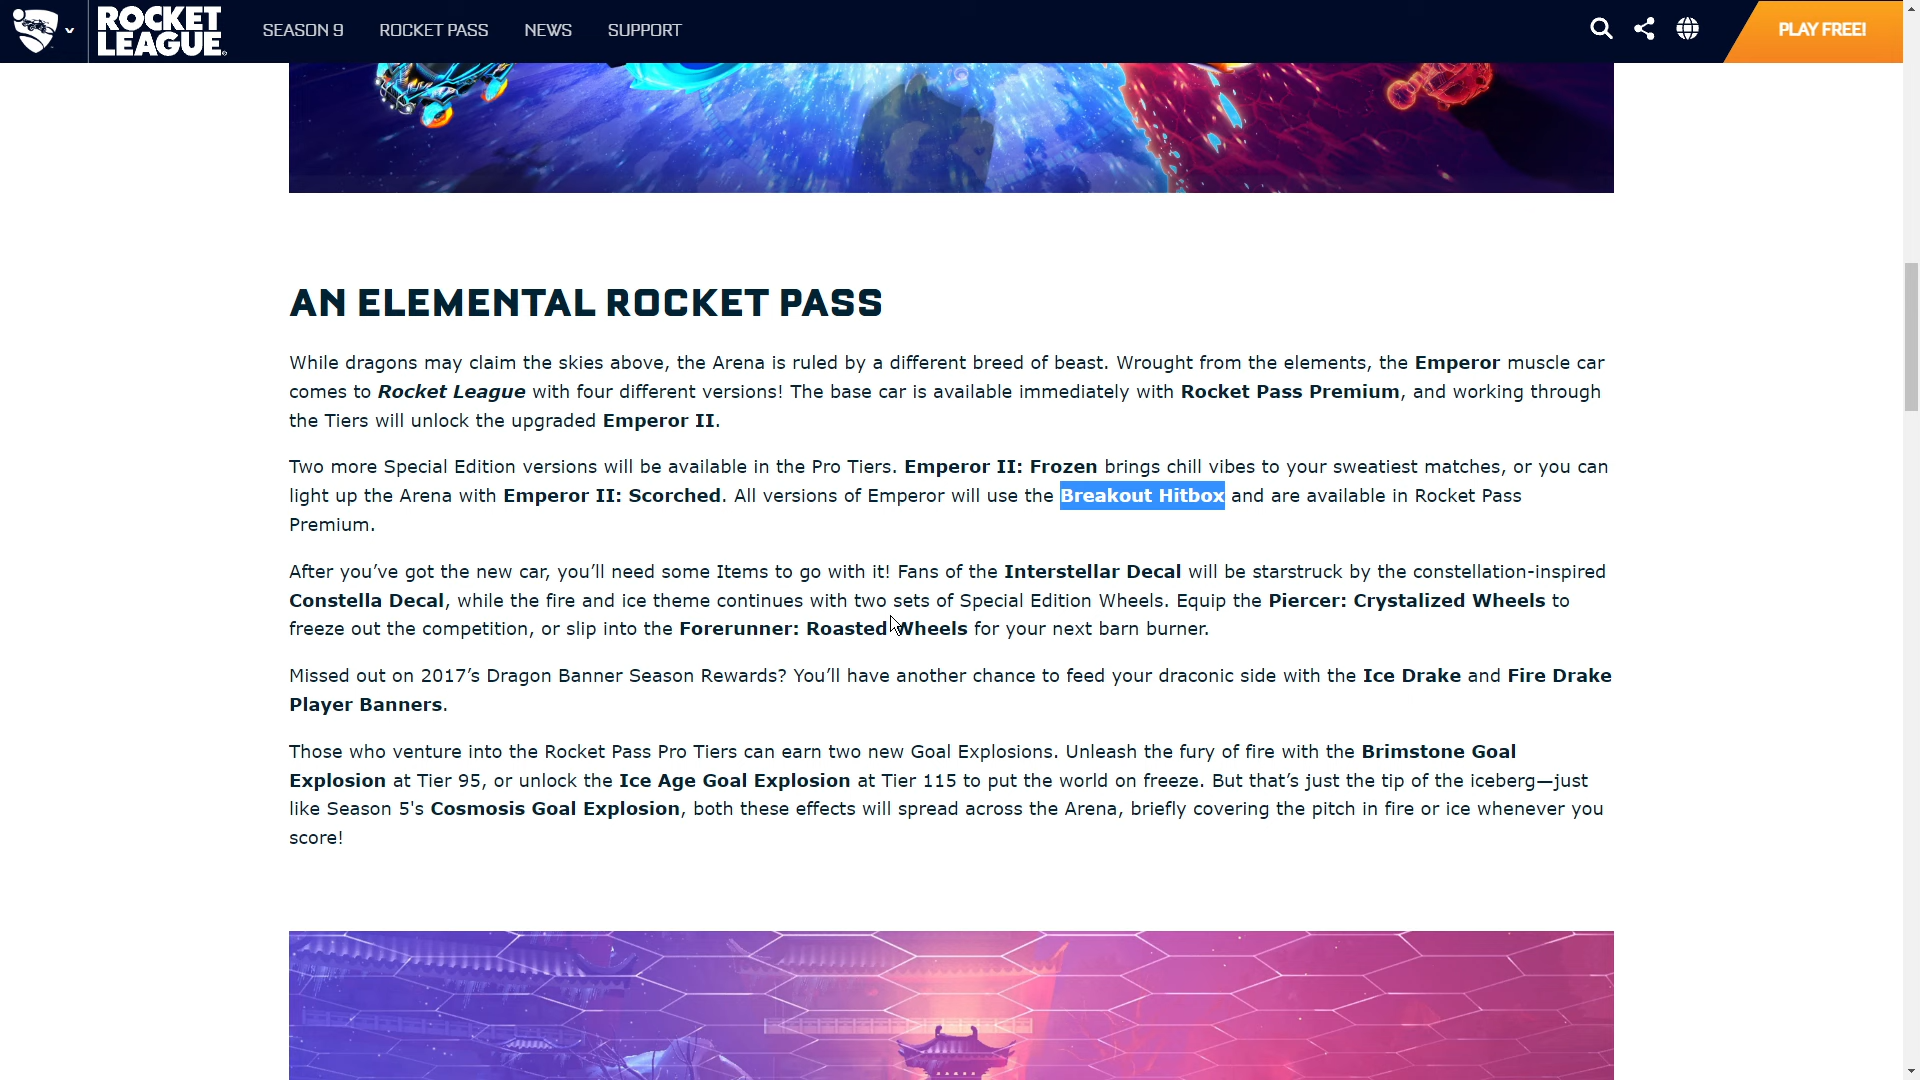 ROCKET
LEAGUE
SEASON 9
ROCKET PASS
NEWS
SUPPORT
PLAY FREE!
AN ELEMENTAL ROCKET PASS
While dragons may claim the skies above, the Arena is ruled by a different breed of beast. Wrought from the elements, the Emperor muscle car
comes to Rocket League with four different versions! The base car is available immediately with Rocket Pass Premium, and working through
the Tiers will unlock the upgraded Emperor II.
Two more Special Edition versions will be available in the Pro Tiers. Emperor II: Frozen brings chill vibes to your sweatiest matches, or you can
light up the Arena with Emperor II: Scorched. All versions of Emperor will use the Breakout Hitbox and are available in Rocket Pass
Premium.
After you’ve got the new car, you’ll need some Items to go with it! Fans of the Interstellar Decal will be starstruck by the constellation-inspired
Constella Decal, while the fire and ice theme continues with two sets of Special Edition Wheels. Equip the Piercer: Crystalized Wheels to
freeze out the competition, or slip into the Forerunner: Roasted Wheels for your next barn burner.
Missed out on 2017’s Dragon Banner Season Rewards? You’ll have another chance to feed your draconic side with the Ice Drake and Fire Drake
Player Banners.
Those who venture into the Rocket Pass Pro Tiers can earn two new Goal Explosions. Unleash the fury of fire with the Brimstone Goal
Explosion at Tier 95, or unlock the Ice Age Goal Explosion at Tier 115 to put the world on freeze. But that’s just the tip of the iceberg—just
like Season 5's Cosmosis Goal Explosion, both these effects will spread across the Arena, briefly covering the pitch in fire or ice whenever you
score!